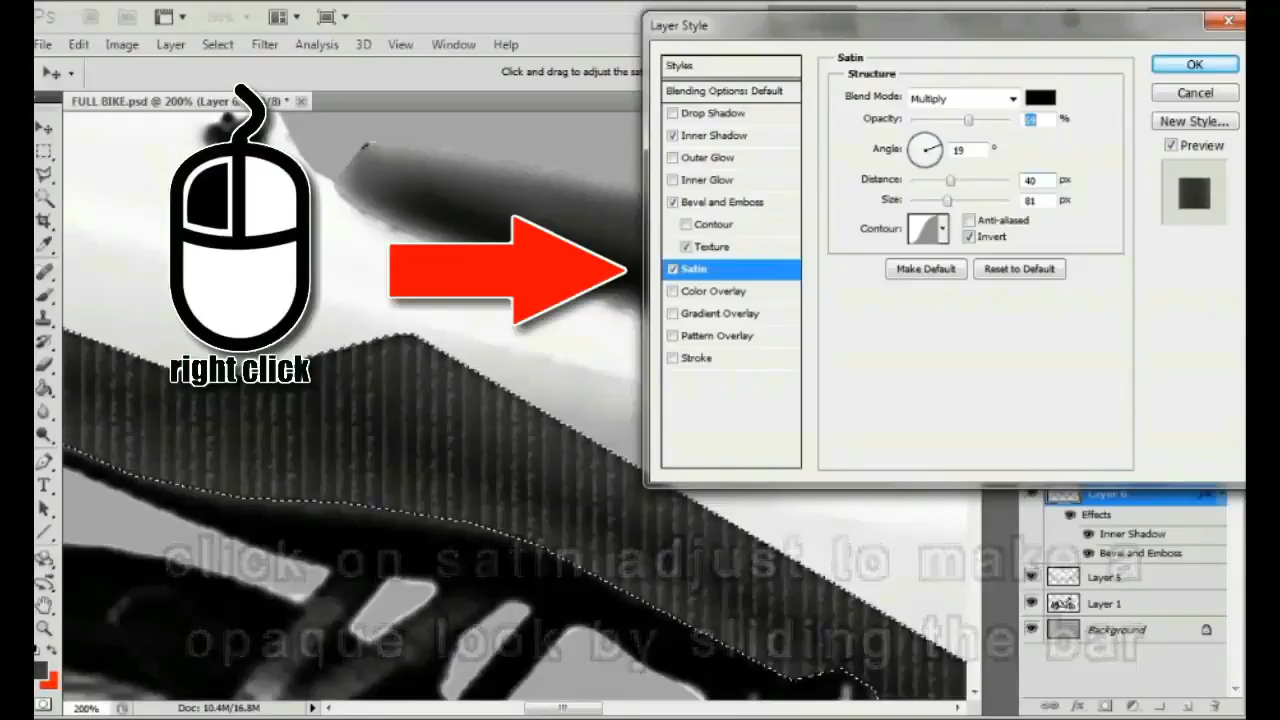 Ps
100%
File Edit Image Layer Select Filter Analysis 3D View Window Help
Click and drag to adjust the
FULL BIKE.psd @ 200% (Layer /8) *
right click
Layer Style
Styles
Blending Options: Default
Drop Shadow
Inner Shadow
Outer Glow
Inner Glow
Bevel and Emboss
Contour
Texture
Satin
Color Overlay
Gradient Overlay
Pattern Overlay
Stroke
Satin
Structure
Blend Mode: Multiply
Opacity: %
Angle: 19 °
Distance: 40 px
Size: 81 px
Contour: Anti-aliased
Invert
Make Default Reset to Default
OK
Cancel
New Style...
Preview
Layer 6
Effects
Inner Shadow
Bevel and Emboss
Layer 5
Layer 1
Background
click on satin adjust to make a
opaque look by sliding the bar
200% Doc: 10.4M/16.8M